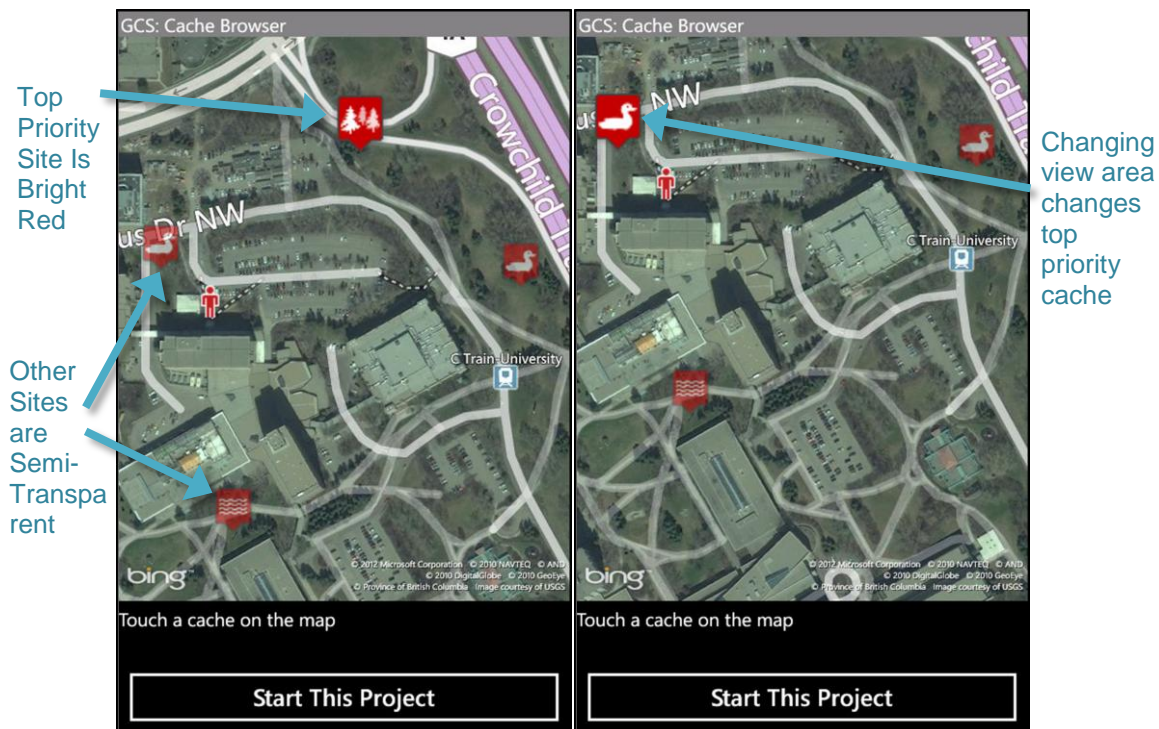 GCS: Cache Browser
Crowchild
us Dr NW
C Train-University
bing
© 2012 Microsoft Corporation © 2010 NAVTEQ © AND
© 2010 DigitalGlobe © 2010 GeoEye
© Province of British Columbia Image courtesy of USGS
Touch a cache on the map
Start This Project
GCS: Cache Browser
Crowchild
us
NW
C Train-University
bing
© 2012 Microsoft Corporation © 2010 NAVTEQ © AND
© 2010 DigitalGlobe © 2010 GeoEye
© Province of British Columbia Image courtesy of USGS
Touch a cache on the map
Start This Project
Top
Priority
Site Is
Bright
Red
Other
Sites
are
Semi-
Transpa
rent
Changing
view area
changes
top
priority
cache